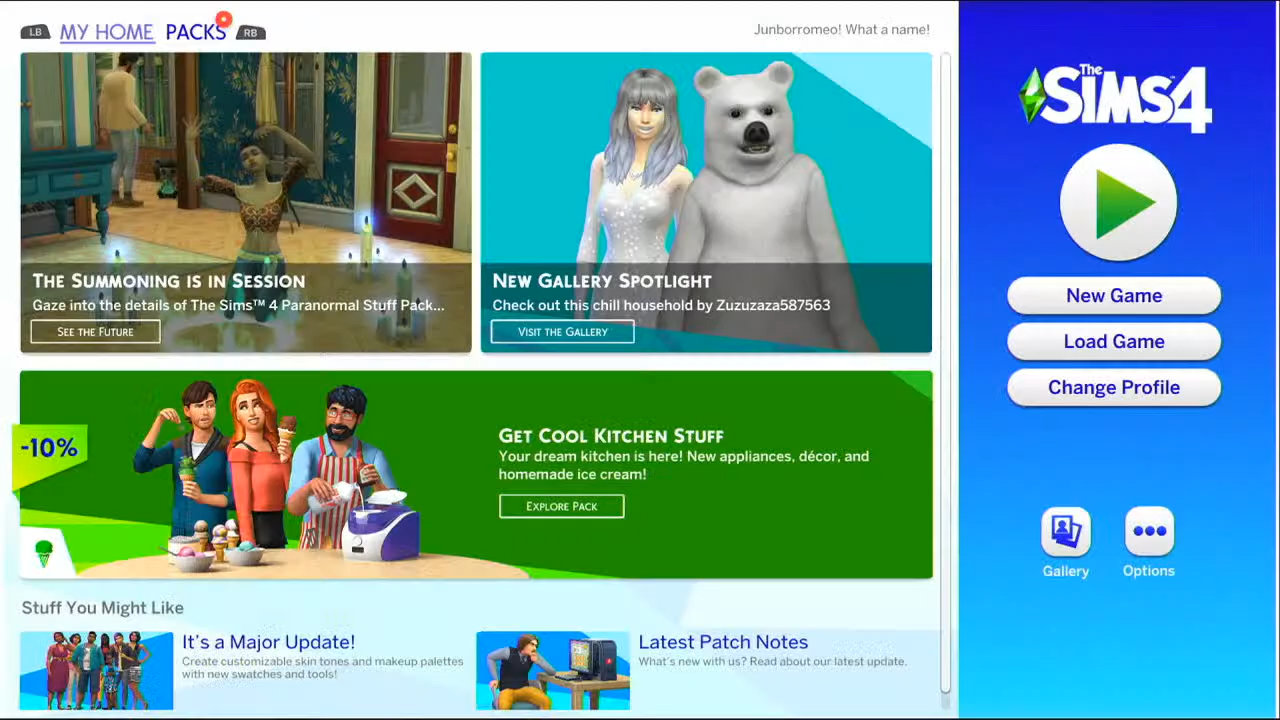 LB MY HOME PACKS RB
Junborromeo! What a name!
THE SUMMONING IS IN SESSION
Gaze into the details of The Sims™ 4 Paranormal Stuff Pack...
SEE THE FUTURE
NEW GALLERY SPOTLIGHT
Check out this chill household by Zuzuzaza587563
VISIT THE GALLERY
-10%
GET COOL KITCHEN STUFF
Your dream kitchen is here! New appliances, décor, and
homemade ice cream!
EXPLORE PACK
Stuff You Might Like
It's a Major Update!
Create customizable skin tones and makeup palettes
with new swatches and tools!
Latest Patch Notes
What's new with us? Read about our latest update.
The SIMS 4
New Game
Load Game
Change Profile
Gallery
Options